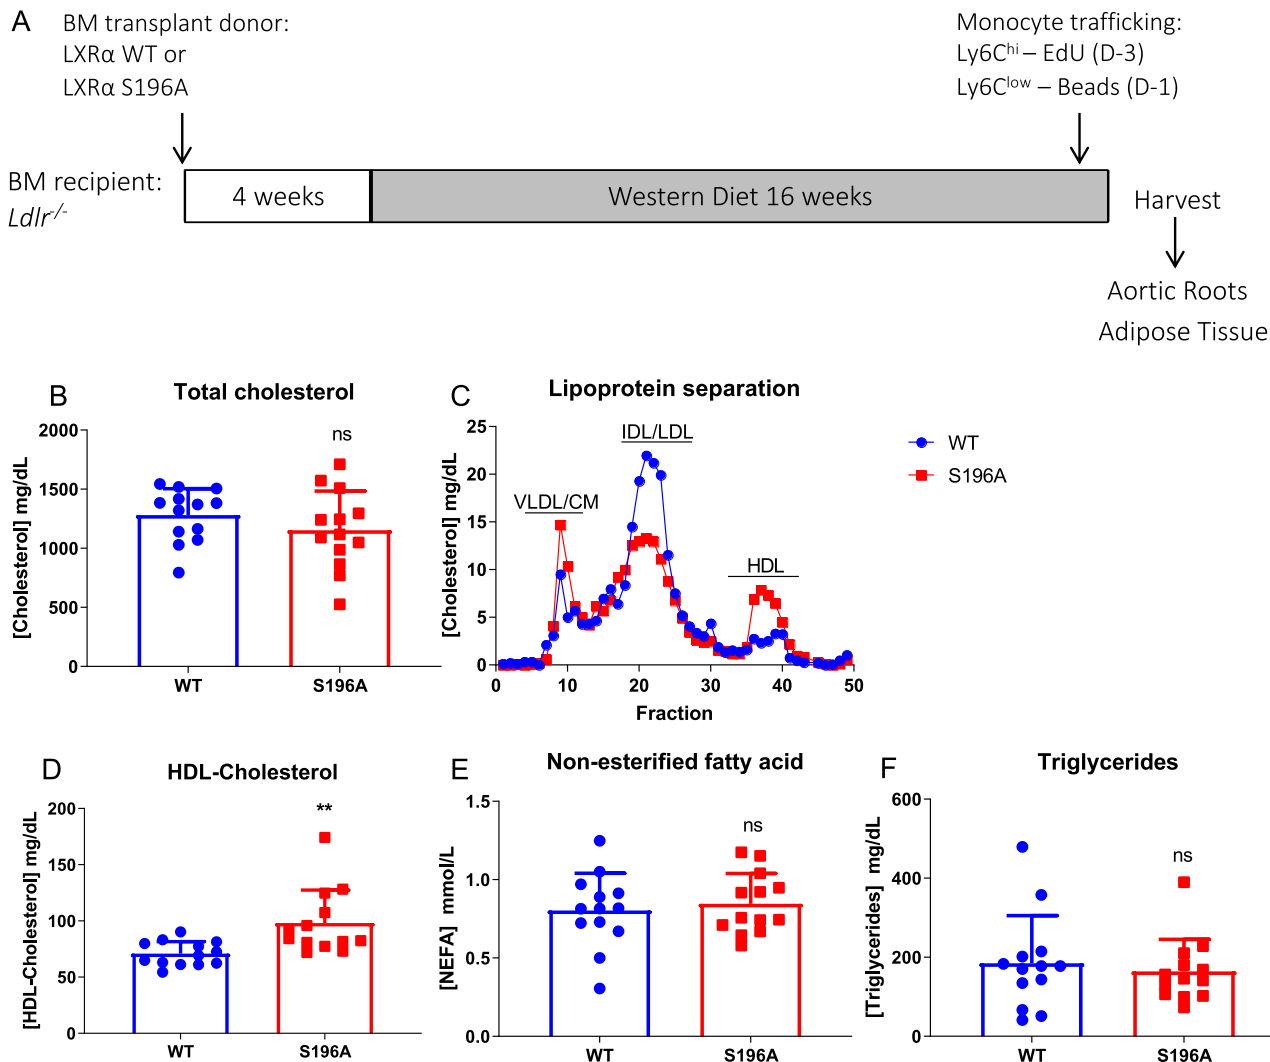 A
BM transplant donor:
LXRα WT or
LXRα S196A
Monocyte trafficking:
Ly6Chi – EdU (D-3)
Ly6Clow – Beads (D-1)
BM recipient:
Ldlr-/-
4 weeks
Western Diet 16 weeks
Harvest
Aortic Roots
Adipose Tissue
B
Total cholesterol
[Cholesterol] mg/dL
2000
1500
1000
500
0
ns
WT
S196A
C
Lipoprotein separation
[Cholesterol] mg/dL
25
20
15
10
5
0
VLDL/CM
IDL/LDL
HDL
0
10
20
30
40
50
Fraction
WT
S196A
D
HDL-Cholesterol
[HDL-Cholesterol] mg/dL
200
150
100
50
0
**
WT
S196A
E
Non-esterified fatty acid
[NEFA] mmol/L
1.5
1.0
0.5
0.0
ns
WT
S196A
F
Triglycerides
[Triglycerides] mg/dL
600
400
200
0
ns
WT
S196A